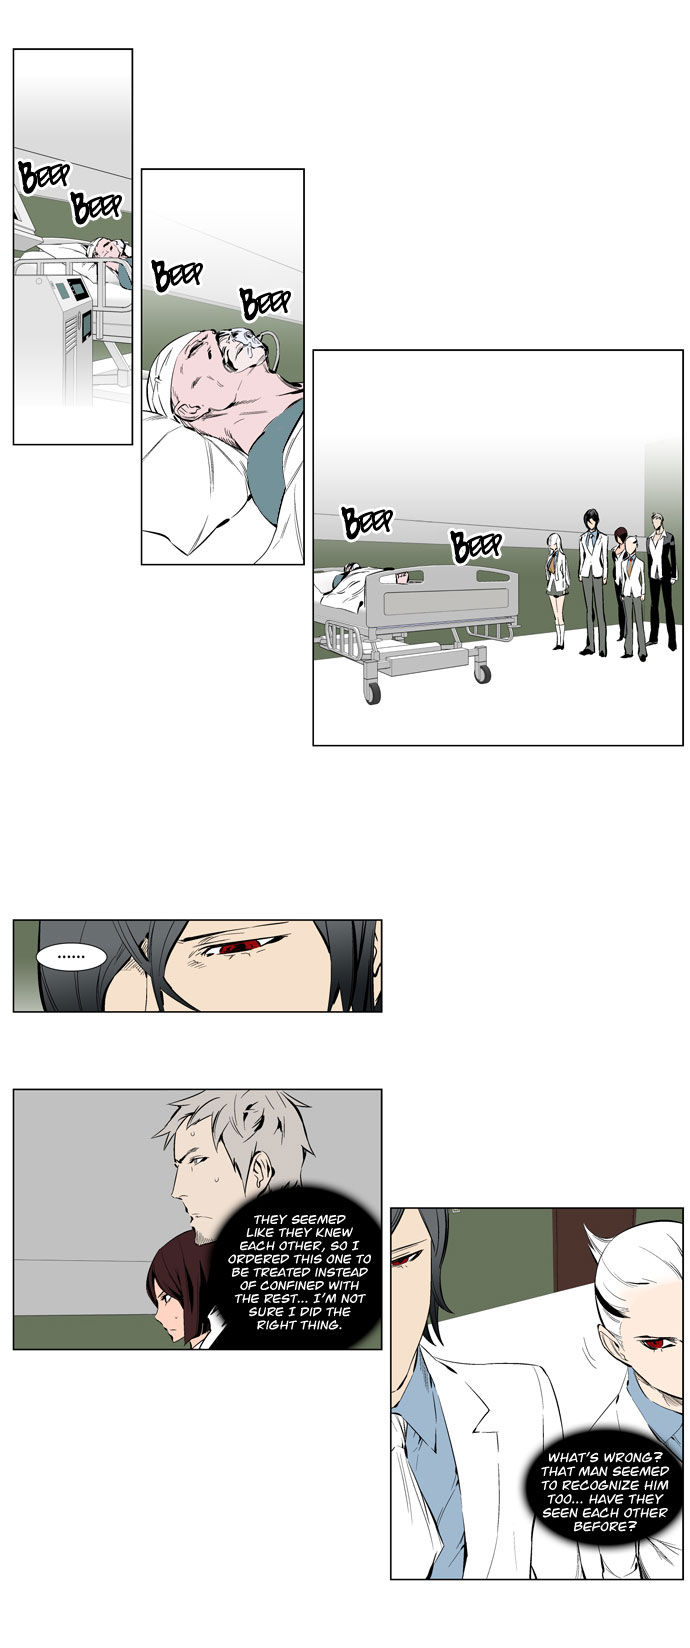 BEEP
BEEP
BEEP
BEEP
BEEP
BEEP
......
THEY SEEMED
LIKE THEY KNEW
EACH OTHER, SO I
ORDERED THIS ONE TO
BE TREATED INSTEAD
OF CONFINED WITH
THE REST... I'M NOT
SURE I DID THE
RIGHT THING.
WHAT'S WRONG?
THAT MAN SEEMED
TO RECOGNIZE HIM
TOO... HAVE THEY
SEEN EACH OTHER
BEFORE?